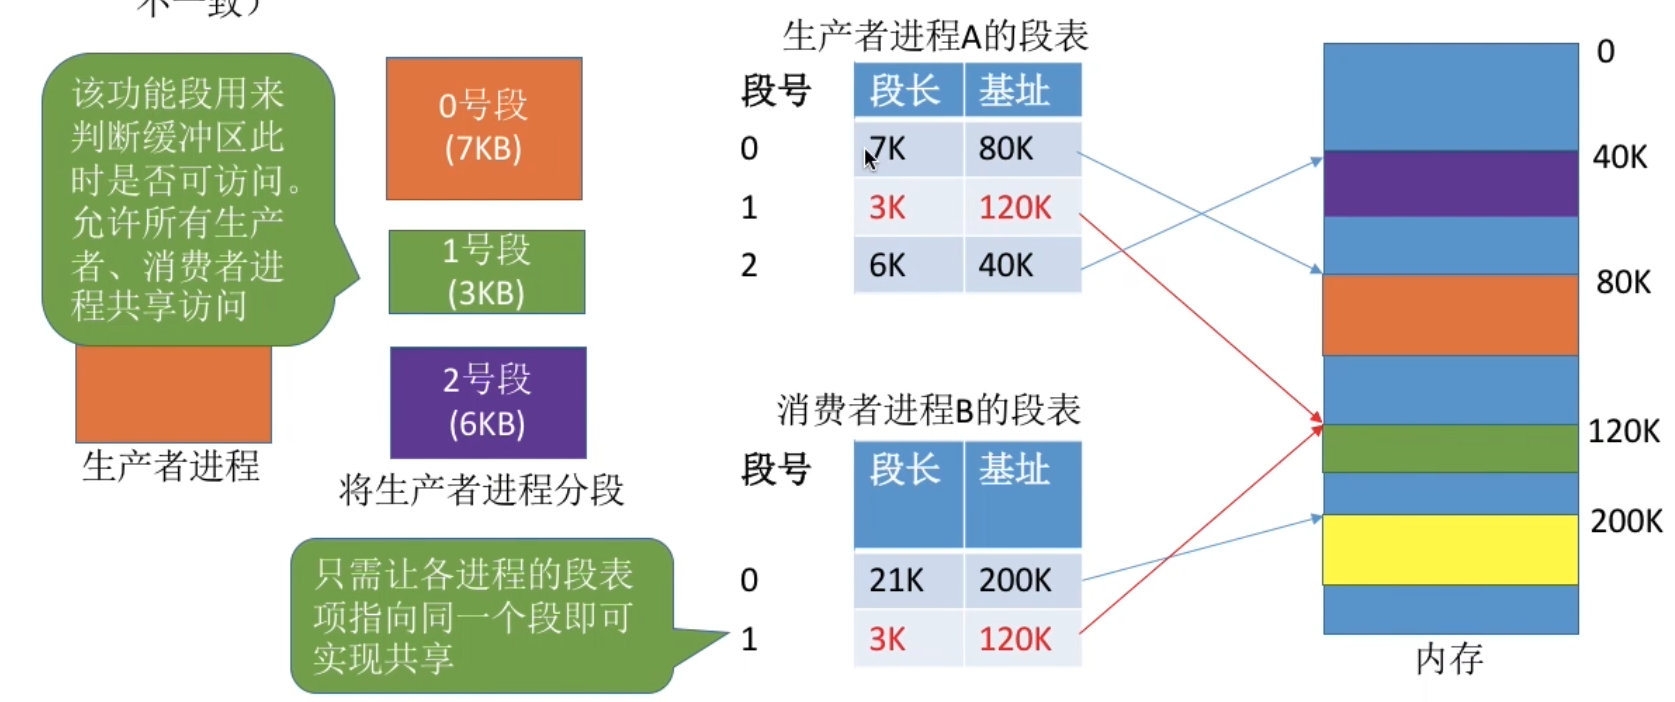 不一致）
该功能段用来
判断缓冲区此
时是否可访问。
允许所有生产
者、消费者进
程共享访问
生产者进程
0号段
(7KB)
1号段
(3KB)
2号段
(6KB)
将生产者进程分段
只需让各进程的段表
项指向同一个段即可
实现共享
生产者进程A的段表
段号 段长 基址
0 7K 80K
1 3K 120K
2 6K 40K
消费者进程B的段表
段号 段长 基址
0 21K 200K
1 3K 120K
0
40K
80K
120K
200K
内存